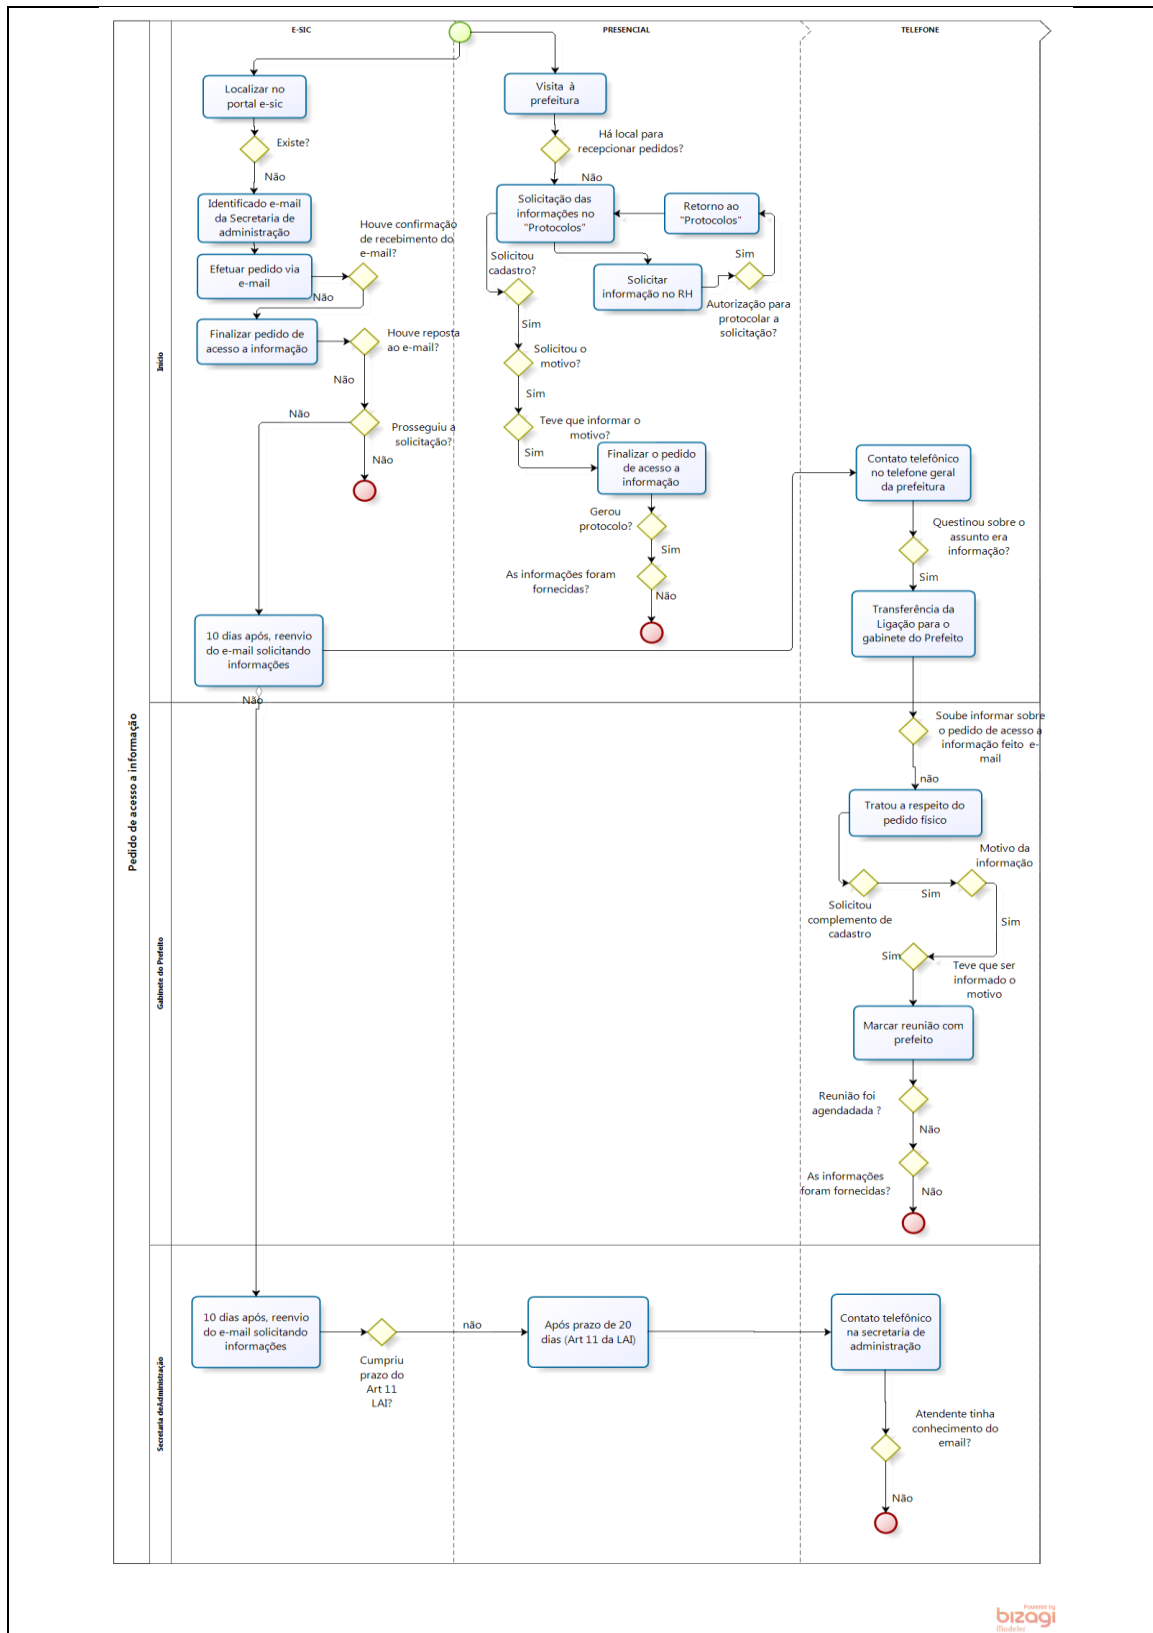 E-SIC
PRESENCIAL
TELEFONE
Pedido de acesso a informação
Início
Localizar no
portal e-sic
Existe?
Não
Identificado e-mail
da Secretaria de
administração
Efetuar pedido via
e-mail
Houve confirmação
de recebimento do
e-mail?
Não
Finalizar pedido de
acesso a informação
Houve reposta
ao e-mail?
Não
Prosseguiu a
solicitação?
Não
Não
10 dias após, reenvio
do e-mail solicitando
informações
Não
Visita à
prefeitura
Há local para
recepcionar pedidos?
Não
Solicitação das
informações no
"Protocolos"
Retorno ao
"Protocolos"
Solicitar
informação no RH
Sim
Autorização para
protocolar a
solicitação?
Solicitou
cadastro?
Sim
Solicitou o
motivo?
Sim
Teve que informar o
motivo?
Sim
Finalizar o pedido
de acesso a
informação
Gerou
protocolo?
Sim
As informações foram
fornecidas?
Não
Contato telefônico
no telefone geral
da prefeitura
Questinou sobre o
assunto era
informação?
Sim
Transferência da
Ligação para o
gabinete do Prefeito
Gabinete do Prefeito
Soube informar sobre
o pedido de acesso a
informação feito e-
mail
não
Tratou a respeito do
pedido físico
Motivo da
informação
Sim
Solicitou
complemento de
cadastro
Sim
Sim
Teve que ser
informado o
motivo
Marcar reunião com
prefeito
Reunião foi
agendadada ?
Não
As informações
foram fornecidas?
Não
Secretaria de Administração
10 dias após, reenvio
do e-mail solicitando
informações
Cumpriu
prazo do
Art 11
LAI?
não
Após prazo de 20
dias (Art 11 da LAI)
Contato telefônico
na secretaria de
administração
Atendente tinha
conhecimento do
email?
Não
Powered by
bizagi
Modeler